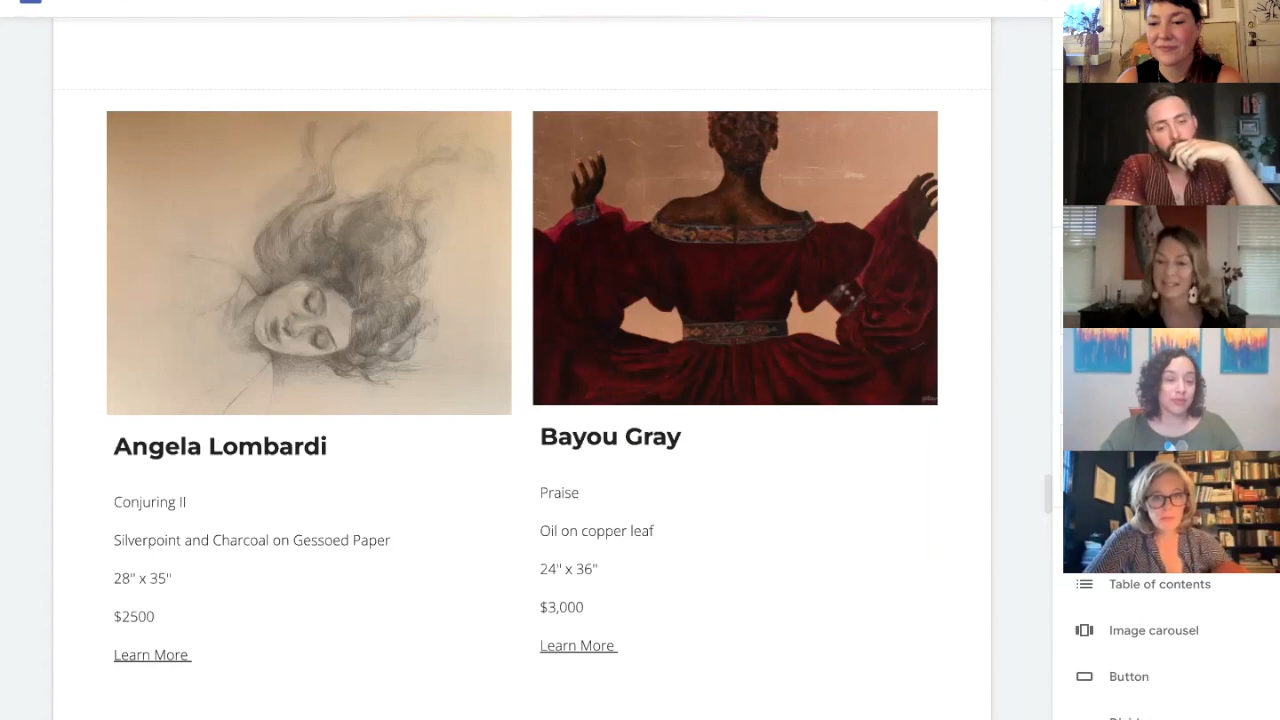 Angela Lombardi
Conjuring II
Silverpoint and Charcoal on Gessoed Paper
28" x 35"
$2500
Learn More
Bayou Gray
Praise
Oil on copper leaf
24" x 36"
$3,000
Learn More
Table of contents
Image carousel
Button